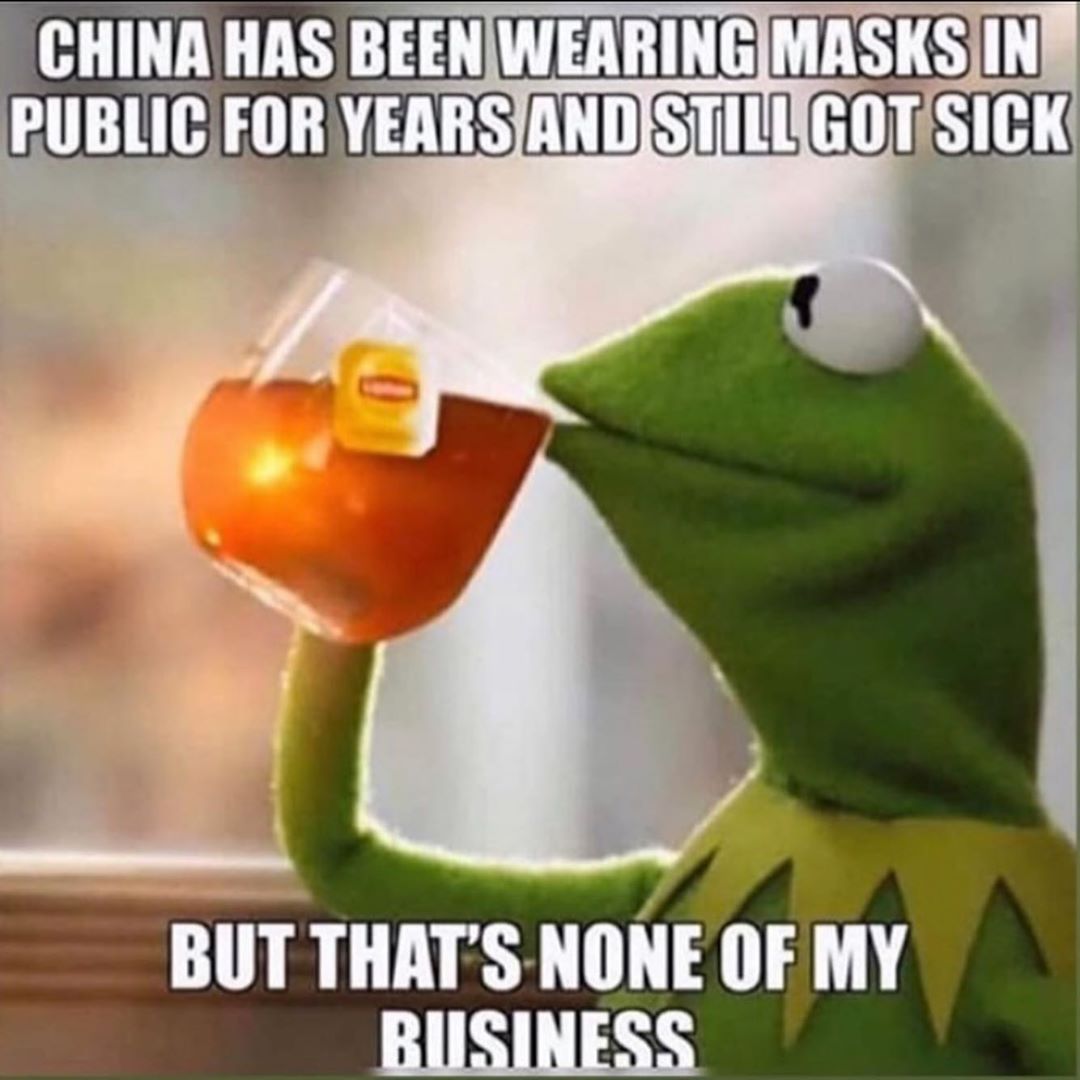 CHINA HAS BEEN WEARING MASKS IN
PUBLIC FOR YEARS AND STILL GOT SICK
BUT THAT'S NONE OF MY
BUSINESS